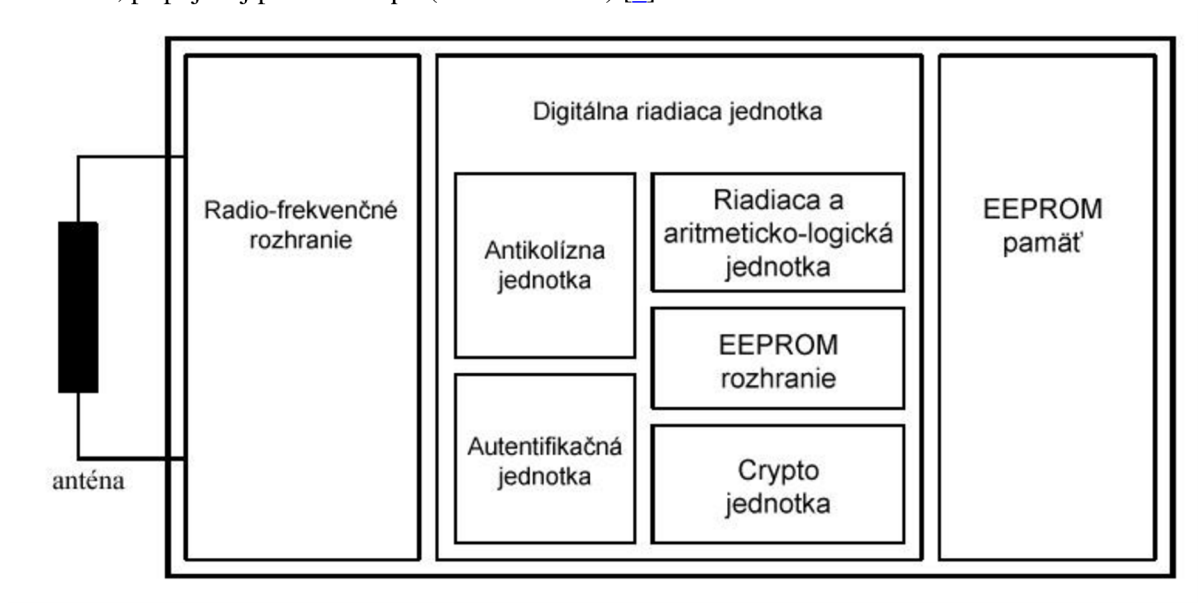 Digitálna riadiaca jednotka
Radio-frekvenčné
rozhranie
Antikolízna
jednotka
Autentifikačná
jednotka
Riadiaca a
aritmeticko-logická
jednotka
EEPROM
rozhranie
Crypto
jednotka
EEPROM
pamäť
anténa